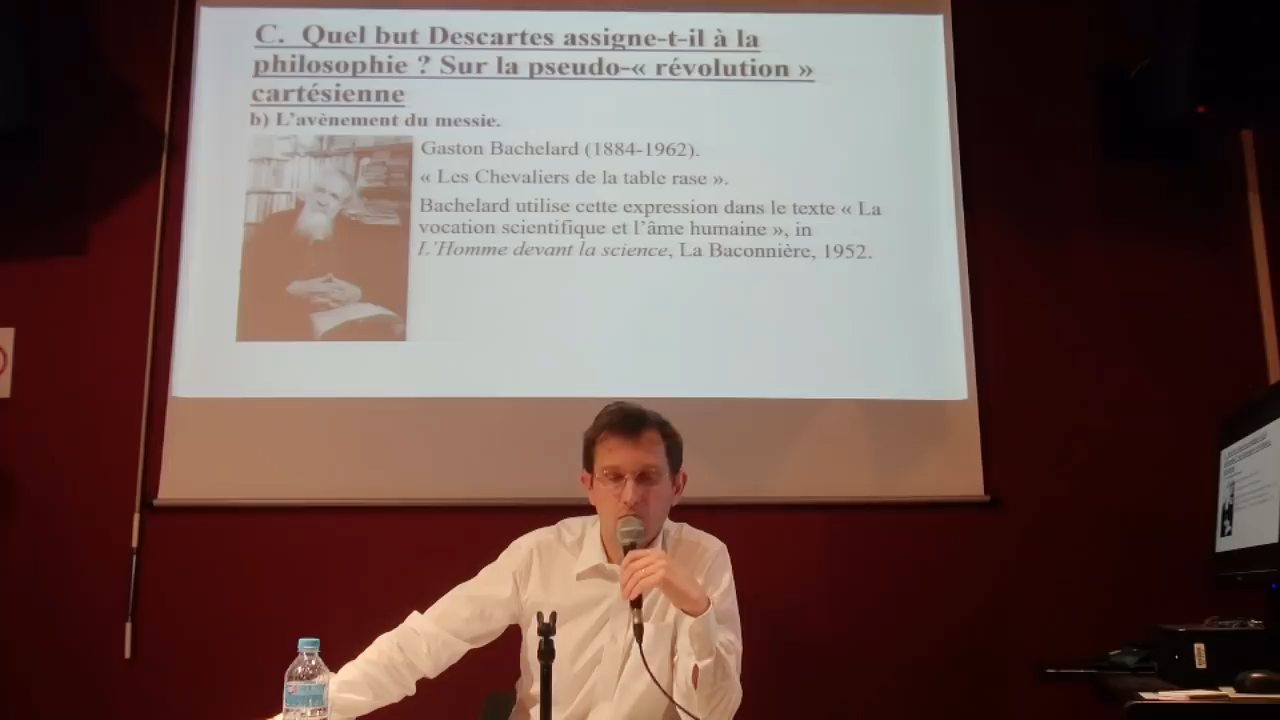 C. Quel but Descartes assigne-t-il à la
philosophie ? Sur la pseudo-« révolution »
cartésienne
b) L'avènement du messie.
Gaston Bachelard (1884-1962).
« Les Chevaliers de la table rase ».
Bachelard utilise cette expression dans le texte « La
vocation scientifique et l'âme humaine », in
L'Homme devant la science, La Baconnière, 1952.